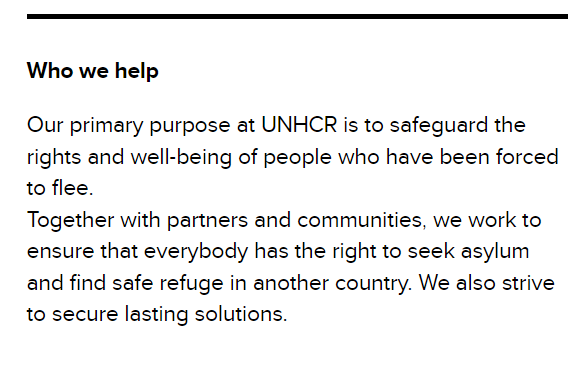 Who we help
Our primary purpose at UNHCR is to safeguard the
rights and well-being of people who have been forced
to flee.
Together with partners and communities, we work to
ensure that everybody has the right to seek asylum
and find safe refuge in another country. We also strive
to secure lasting solutions.